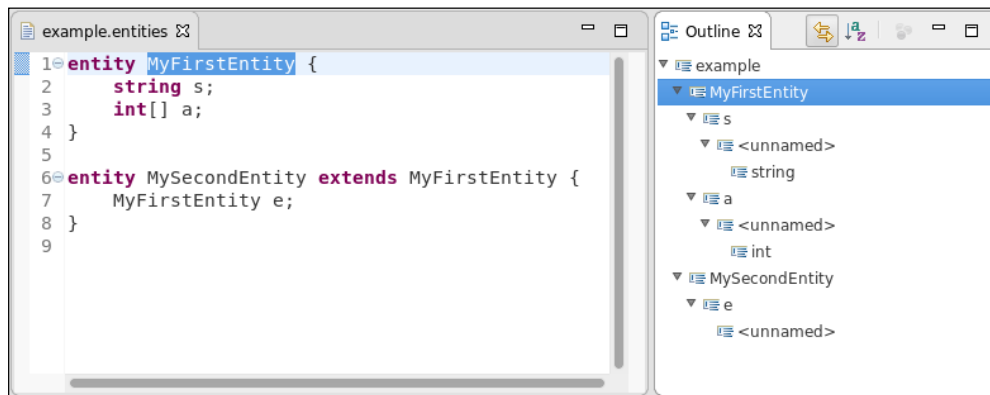 example.entities
1 entity MyFirstEntity {
2 string s;
3 int[] a;
4 }
5
6 entity MySecondEntity extends MyFirstEntity {
7 MyFirstEntity e;
8 }
9
Outline
a
z
example
MyFirstEntity
s
<unnamed>
string
a
<unnamed>
int
MySecondEntity
e
<unnamed>